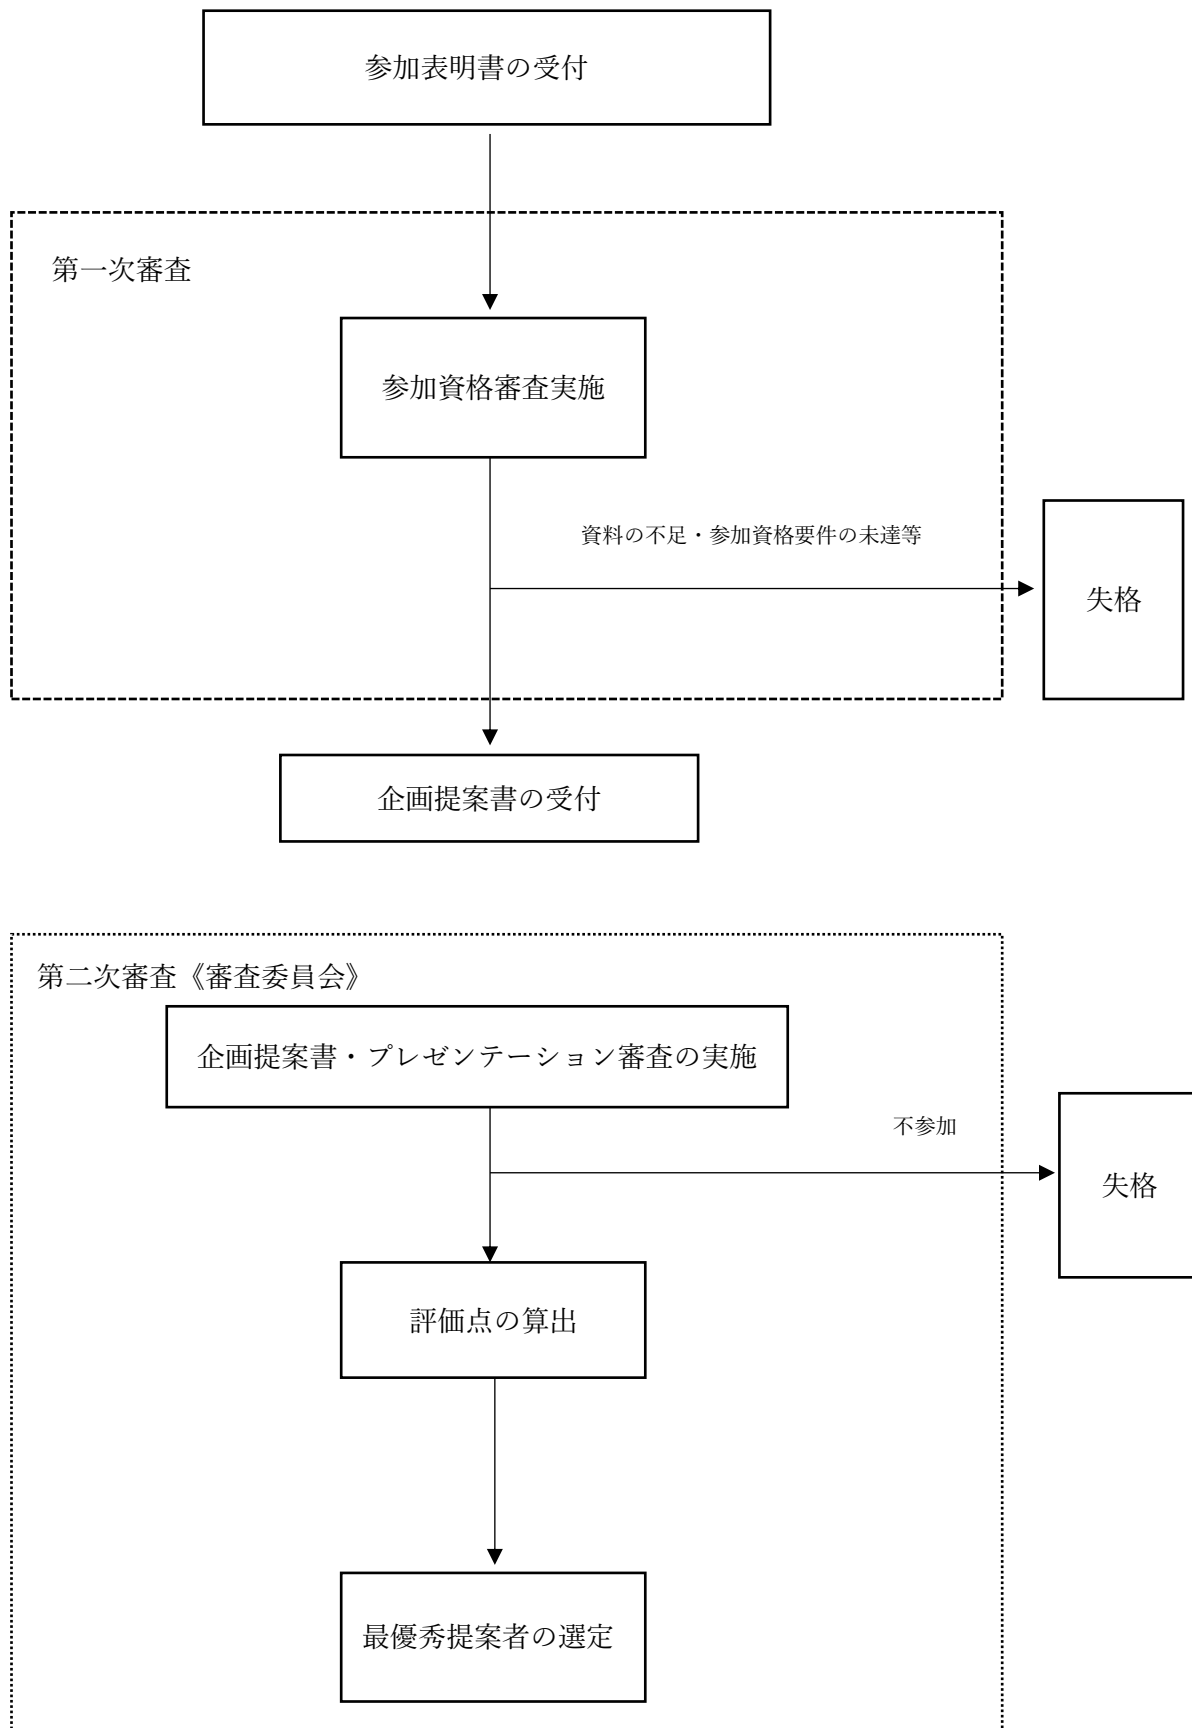 参加表明書の受付
第一次審査
参加資格審査実施
資料の不足・参加資格要件の未達等
失格
企画提案書の受付
第二次審査《審査委員会》
企画提案書・プレゼンテーション審査の実施
不参加
失格
評価点の算出
最優秀提案者の選定